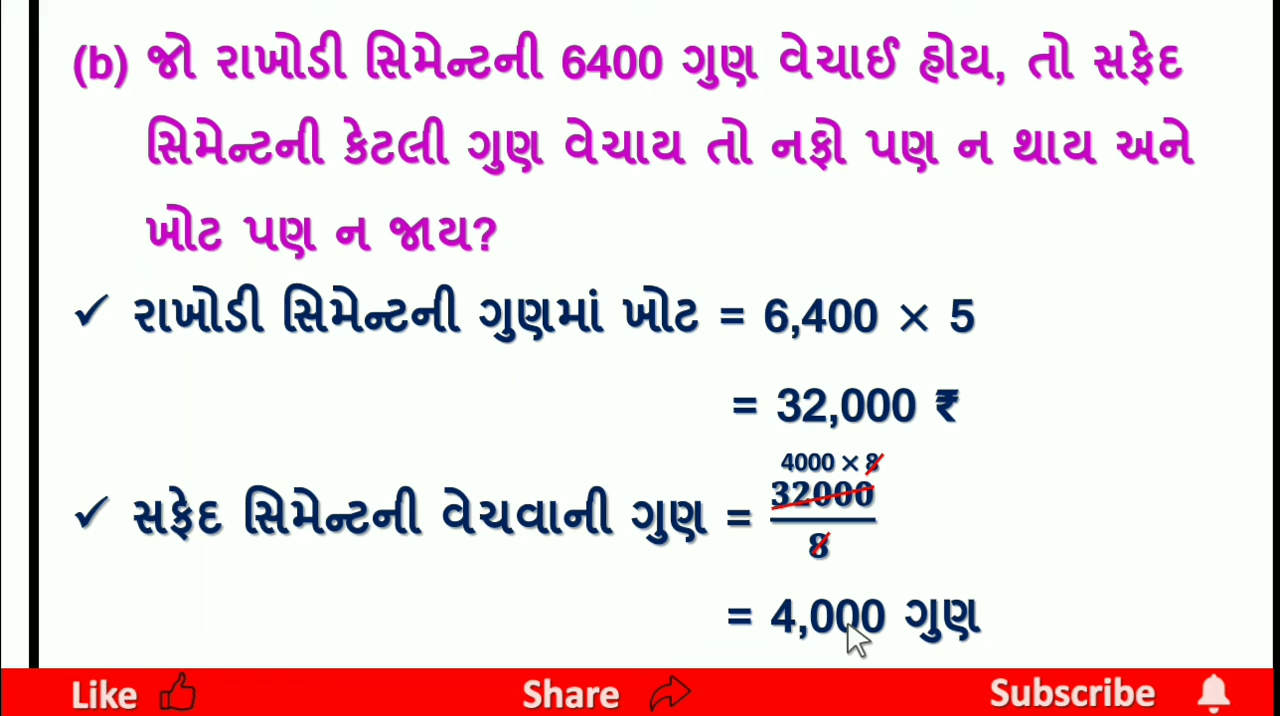 (b) જો રાખોડી સિમેન્ટની 6400 ગુણ વેચાઈ હોય, તો સફેદ
સિમેન્ટની કેટલી ગુણ વેચાય તો નફો પણ ન થાય અને
ખોટ પણ ન જાય?
✓ રાખોડી સિમેન્ટની ગુણમાં ખોટ = 6,400 × 5
= 32,000 ₹
4000 × 8
32000
✓ સફેદ સિમેન્ટની વેચવાની ગુણ =
8
= 4,000 ગુણ
Like Share Subscribe